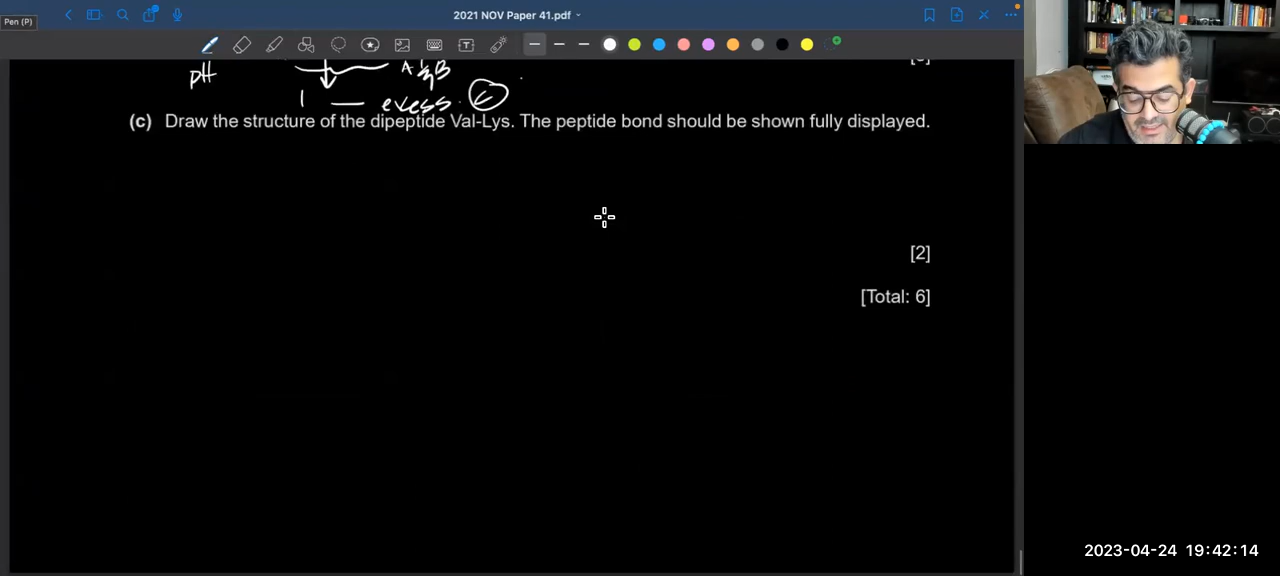 2021 NOV Paper 41.pdf
Pen (P)
pH
A B
1 — excess
(c) Draw the structure of the dipeptide Val-Lys. The peptide bond should be shown fully displayed.
[2]
[Total: 6]
2023-04-24 19:42:14